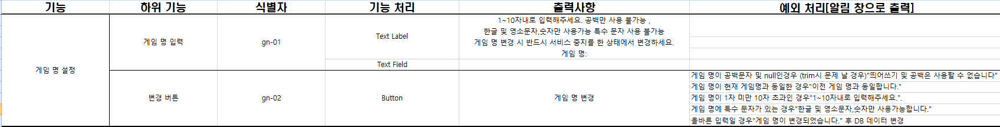 기능 하위 기능 식별자 기능 처리 출력사항 예외 처리[알림 창으로 출력]
게임 명 설정
게임 명 입력 gn-01 Text Label
1~10자내로 입력해주세요. 공백만 사용 불가능 ,
한글 및 영소문자,숫자만 사용가능 특수 문자 사용 불가능
게임 명 변경 시 반드시 서비스 중지를 한 상태에서 변경하세요.
게임 명:
Text Field
변경 버튼 gn-02 Button 게임 명 변경
게임 명이 공백문자 및 null인경우 (trim시 문제 날 경우)"띄어쓰기 및 공백은 사용할 수 없습니다"
게임 명이 현재 게임명과 동일한 경우"이전 게임 명과 동일합니다."
게임 명이 1자 미만 10자 초과인 경우"1~10자내로 입력해주세요.".
게임 명에 특수 문자가 있는 경우"한글 및 영소문자,숫자만 사용가능합니다."
올바른 입력일 경우"게임 명이 변경되었습니다." 후 DB 데이터 변경